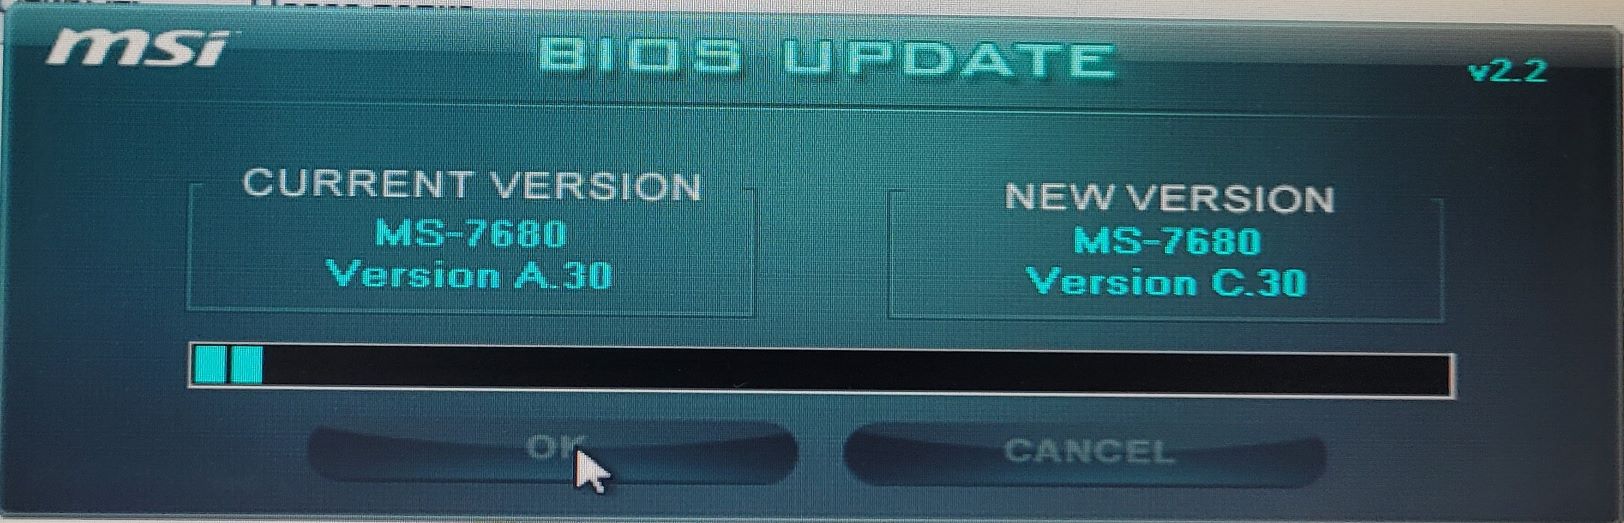 msi
BIOS UPDATE
v2.2
CURRENT VERSION
MS-7680
Version A.30
NEW VERSION
MS-7680
Version C.30
OK
CANCEL